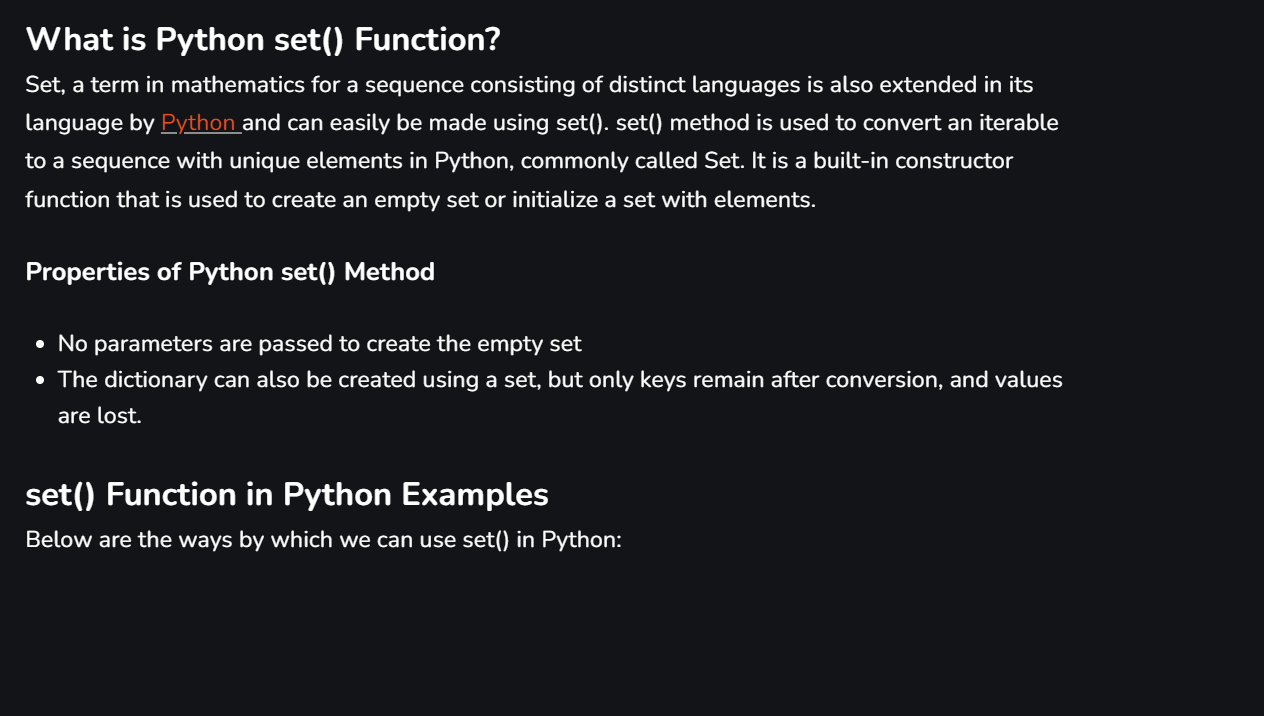 What is Python set() Function?
Set, a term in mathematics for a sequence consisting of distinct languages is also extended in its
language by Python and can easily be made using set(). set() method is used to convert an iterable
to a sequence with unique elements in Python, commonly called Set. It is a built-in constructor
function that is used to create an empty set or initialize a set with elements.
Properties of Python set() Method
• No parameters are passed to create the empty set
• The dictionary can also be created using a set, but only keys remain after conversion, and values
are lost.
set() Function in Python Examples
Below are the ways by which we can use set() in Python: